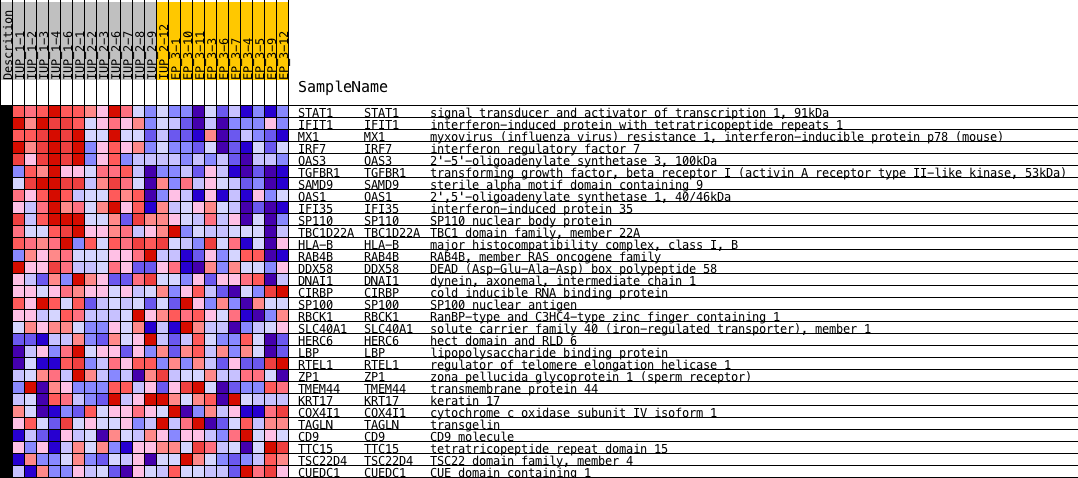 Descrition
IUP_1-1
IUP_1-2
IUP_1-3
IUP_1-4
IUP_1-6
IUP_2-1
IUP_2-2
IUP_2-3
IUP_2-6
IUP_2-7
IUP_2-8
IUP_2-9
IUP_2-12
EP_3-1
EP_3-10
EP_3-11
EP_3-3
EP_3-6
EP_3-7
EP_3-4
EP_3-5
EP_3-9
EP_3-12
SampleName
STAT1 STAT1 signal transducer and activator of transcription 1, 91kDa
IFIT1 IFIT1 interferon-induced protein with tetratricopeptide repeats 1
MX1 MX1 myxovirus (influenza virus) resistance 1, interferon-inducible protein p78 (mouse)
IRF7 IRF7 interferon regulatory factor 7
OAS3 OAS3 2'-5'-oligoadenylate synthetase 3, 100kDa
TGFBR1 TGFBR1 transforming growth factor, beta receptor I (activin A receptor type II-like kinase, 53kDa)
SAMD9 SAMD9 sterile alpha motif domain containing 9
OAS1 OAS1 2',5'-oligoadenylate synthetase 1, 40/46kDa
IFI35 IFI35 interferon-induced protein 35
SP110 SP110 SP110 nuclear body protein
TBC1D22A TBC1D22A TBC1 domain family, member 22A
HLA-B HLA-B major histocompatibility complex, class I, B
RAB4B RAB4B RAB4B, member RAS oncogene family
DDX58 DDX58 DEAD (Asp-Glu-Ala-Asp) box polypeptide 58
DNAI1 DNAI1 dynein, axonemal, intermediate chain 1
CIRBP CIRBP cold inducible RNA binding protein
SP100 SP100 SP100 nuclear antigen
RBCK1 RBCK1 RanBP-type and C3HC4-type zinc finger containing 1
SLC40A1 SLC40A1 solute carrier family 40 (iron-regulated transporter), member 1
HERC6 HERC6 hect domain and RLD 6
LBP LBP lipopolysaccharide binding protein
RTEL1 RTEL1 regulator of telomere elongation helicase 1
ZP1 ZP1 zona pellucida glycoprotein 1 (sperm receptor)
TMEM44 TMEM44 transmembrane protein 44
KRT17 KRT17 keratin 17
COX4I1 COX4I1 cytochrome c oxidase subunit IV isoform 1
TAGLN TAGLN transgelin
CD9 CD9 CD9 molecule
TTC15 TTC15 tetratricopeptide repeat domain 15
TSC22D4 TSC22D4 TSC22 domain family, member 4
CUEDC1 CUEDC1 CUE domain containing 1